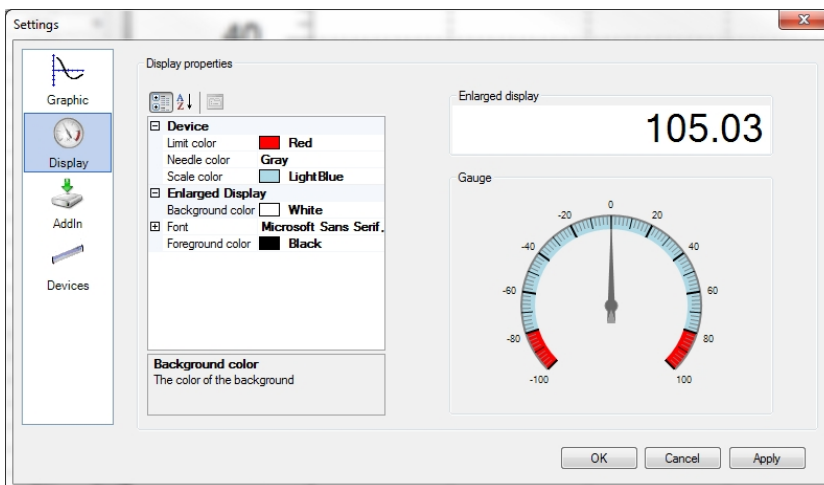 40
Settings
Graphic
Display
AddIn
Devices
Display properties
Device
Limit color Red
Needle color Gray
Scale color LightBlue
Enlarged Display
Background color White
Font Microsoft Sans Serif,
Foreground color Black
Background color
The color of the background
Enlarged display
105.03
Gauge
-100
-80
-60
-40
-20
0
20
40
60
80
100
OK Cancel Apply